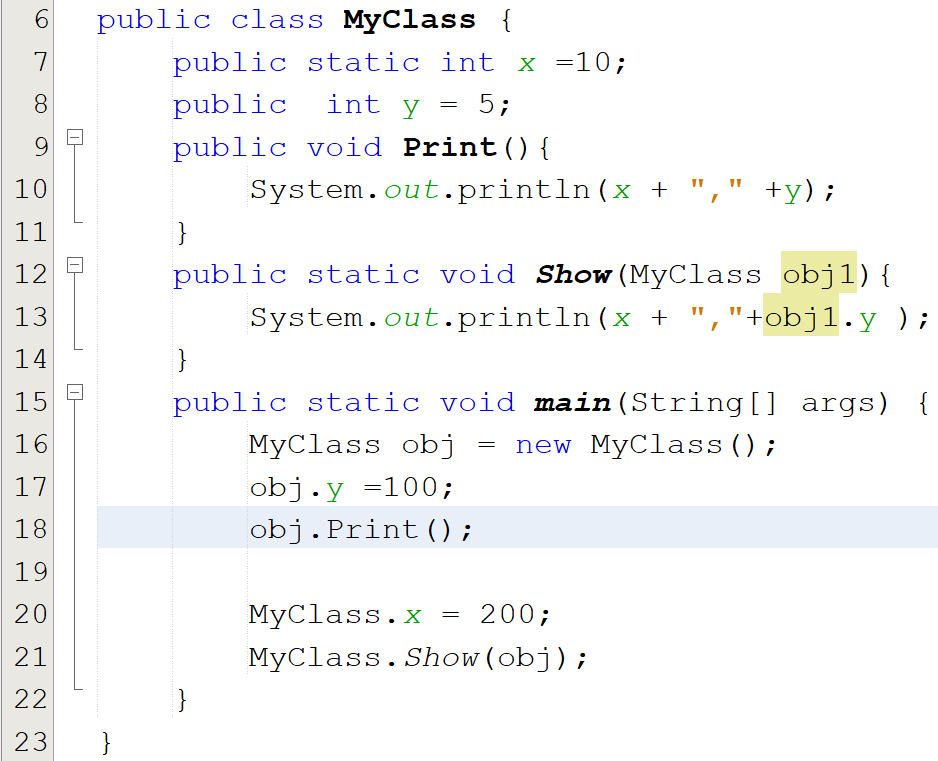 6 public class MyClass {
7 public static int x =10;
8 public  int y = 5;
9 public void Print(){
10 System.out.println(x + "," +y);
11 }
12 public static void Show(MyClass obj1){
13 System.out.println(x + ","+obj1.y );
14 }
15 public static void main(String[] args) {
16 MyClass obj = new MyClass();
17 obj.y =100;
18 obj.Print();
19
20 MyClass.x = 200;
21 MyClass.Show(obj);
22 }
23 }